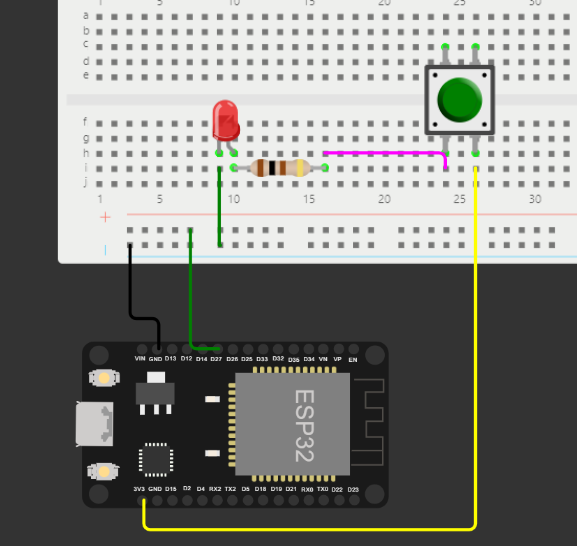 1 5 10 15 20 25 30
a
b
c
d
e
f
g
h
i
j
1 5 10 15 20 25 30
+
|
VIN GND D13 D12 D14 D27 D26 D25 D33 D32 D35 D34 VN VP EN
ESP32
3V3 GND D15 D2 D4 RX2 TX2 D5 D18 D19 D21 RX0 TX0 D22 D23